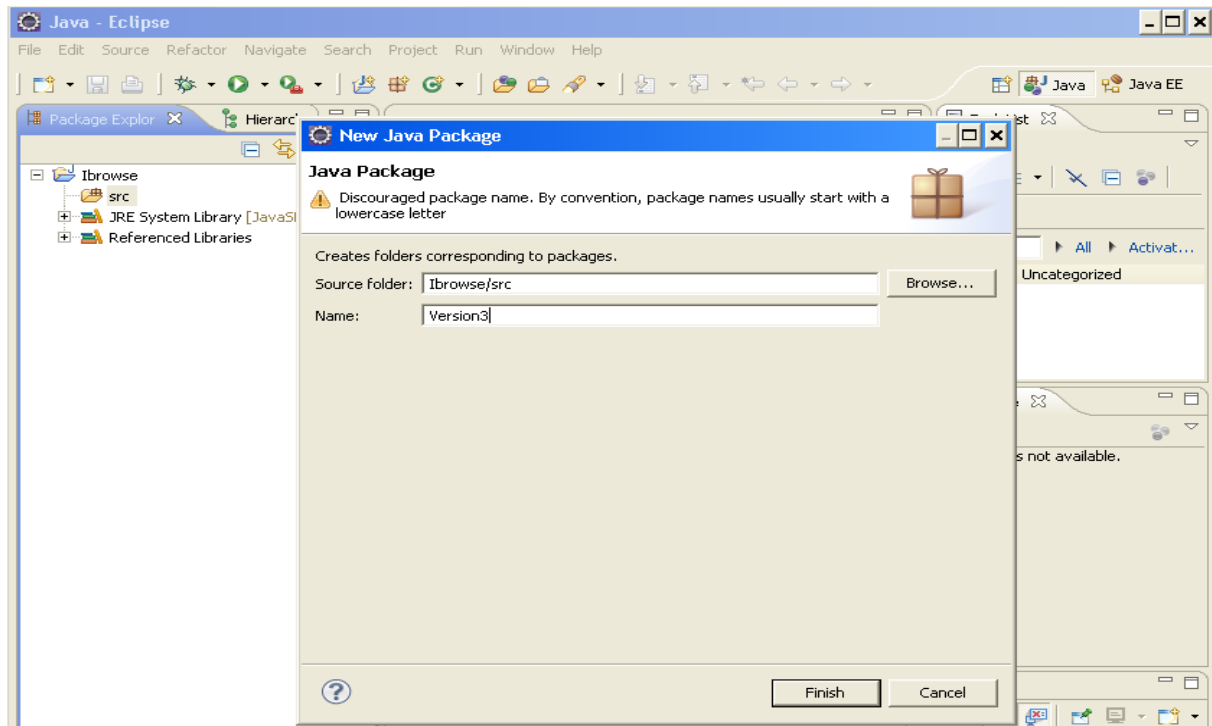 Java - Eclipse
File Edit Source Refactor Navigate Search Project Run Window Help
Java Java EE
Package Explor Hierarc
New Java Package
Java Package
Discouraged package name. By convention, package names usually start with a
lowercase letter
Ibrowse
src
JRE System Library [JavaSI
Referenced Libraries
Creates folders corresponding to packages.
Source folder: Ibrowse/src Browse...
Name: Version3
All Activat...
Uncategorized
s not available.
Finish Cancel